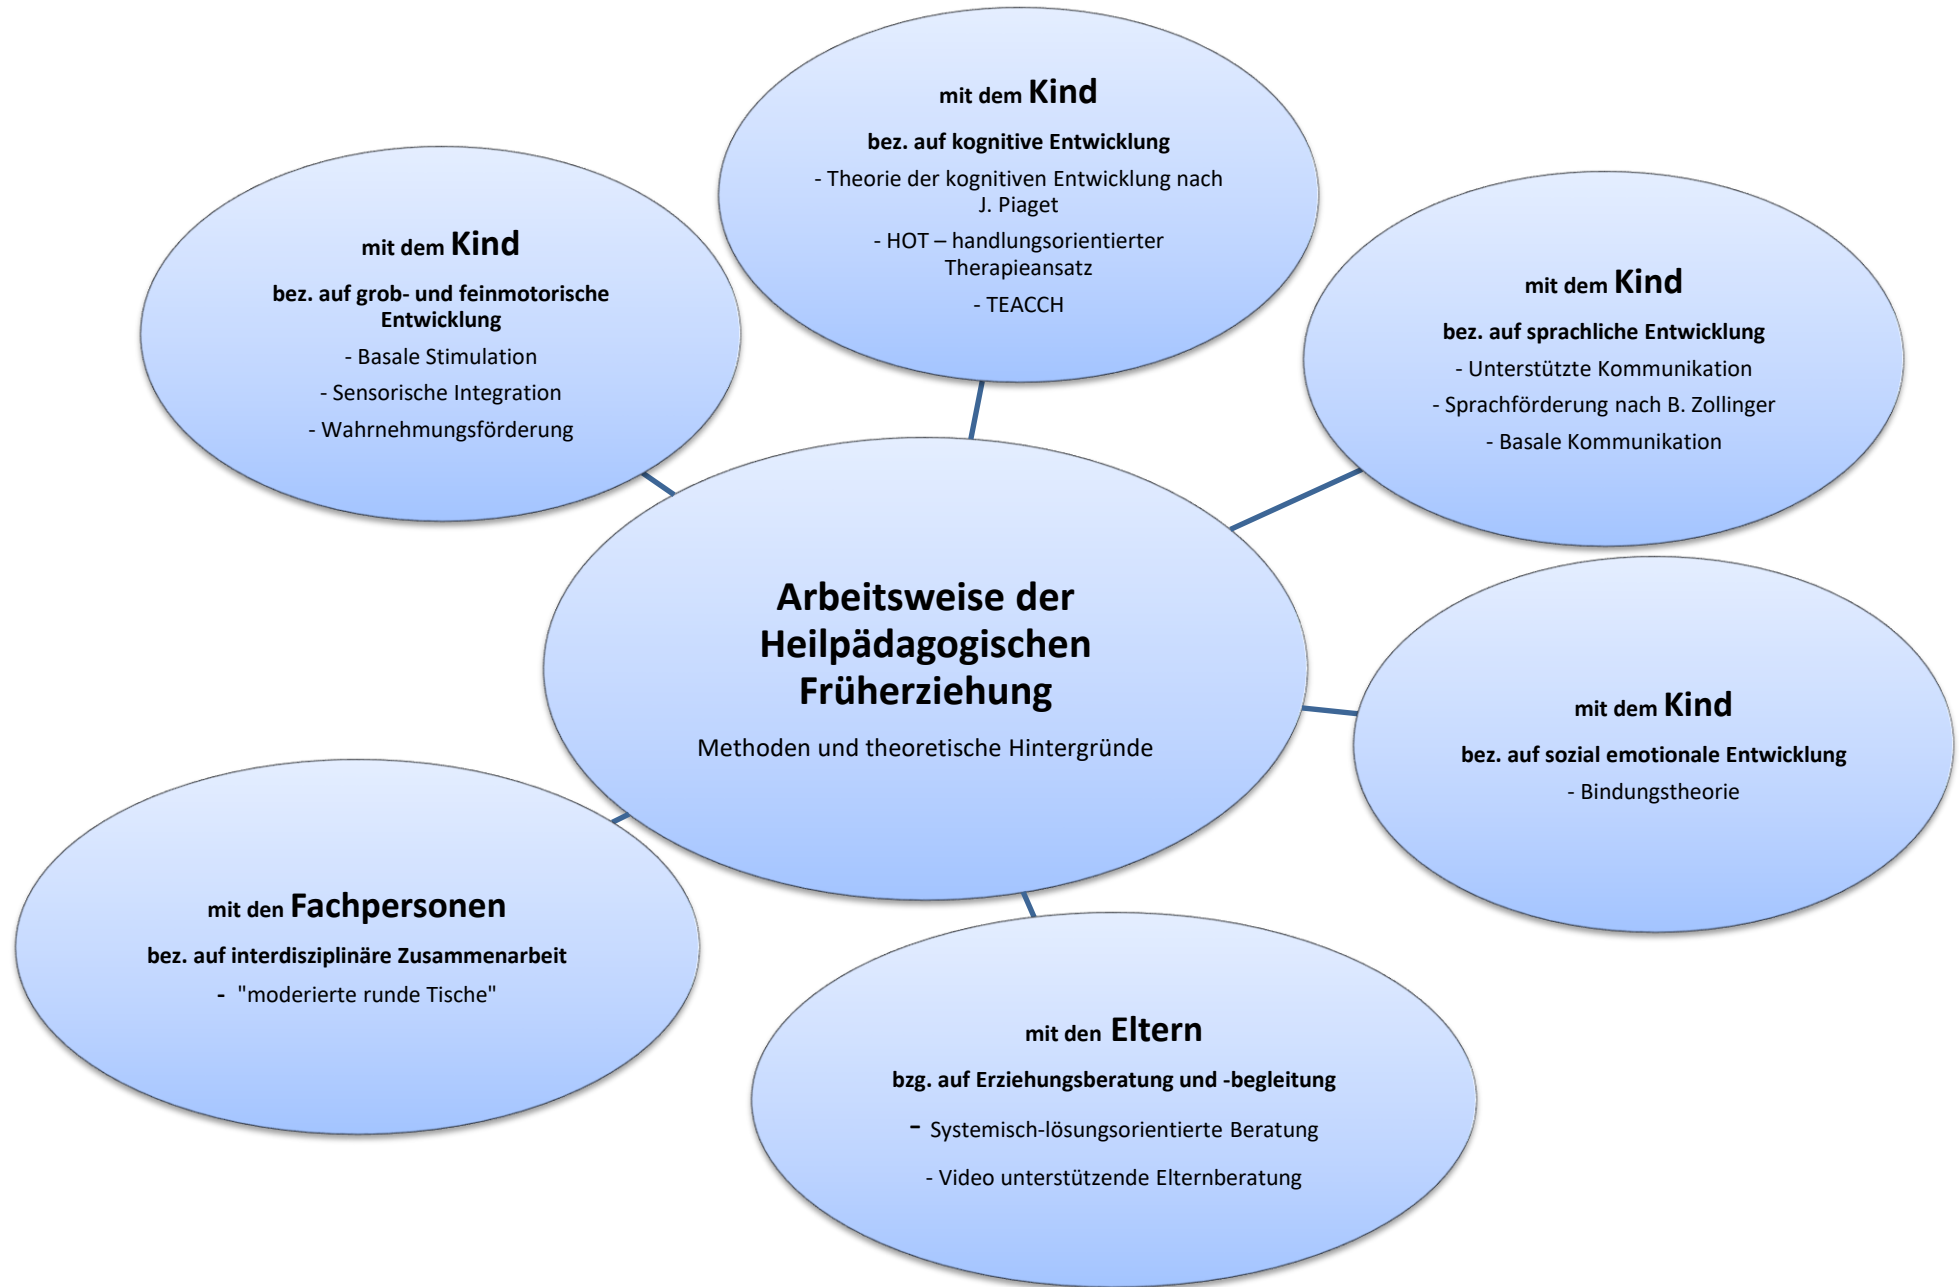 mit dem Kind
bez. auf kognitive Entwicklung
- Theorie der kognitiven Entwicklung nach
J. Piaget
- HOT – handlungsorientierter
Therapieansatz
- TEACCH
mit dem Kind
bez. auf grob- und feinmotorische
Entwicklung
- Basale Stimulation
- Sensorische Integration
- Wahrnehmungsförderung
mit dem Kind
bez. auf sprachliche Entwicklung
- Unterstützte Kommunikation
- Sprachförderung nach B. Zollinger
- Basale Kommunikation
Arbeitsweise der
Heilpädagogischen
Früherziehung
Methoden und theoretische Hintergründe
mit dem Kind
bez. auf sozial emotionale Entwicklung
- Bindungstheorie
mit den Fachpersonen
bez. auf interdisziplinäre Zusammenarbeit
- "moderierte runde Tische"
mit den Eltern
bzg. auf Erziehungsberatung und -begleitung
- Systemisch-lösungsorientierte Beratung
- Video unterstützende Elternberatung